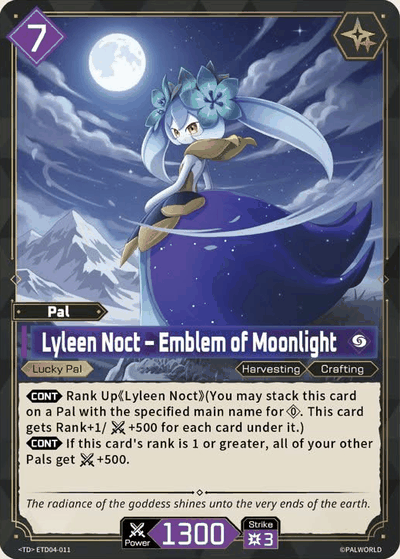 7
Pal
Lyleen Noct – Emblem of Moonlight
Lucky Pal
Harvesting
Crafting
CONT Rank Up《Lyleen Noct》(You may stack this card
on a Pal with the specified main name for 0. This card
gets Rank+1/ +500 for each card under it.)
CONT If this card's rank is 1 or greater, all of your other
Pals get +500.
The radiance of the goddess shines unto the very ends of the earth.
<TD> ETD04-011
Power
1300
Strike
3
©PALWORLD